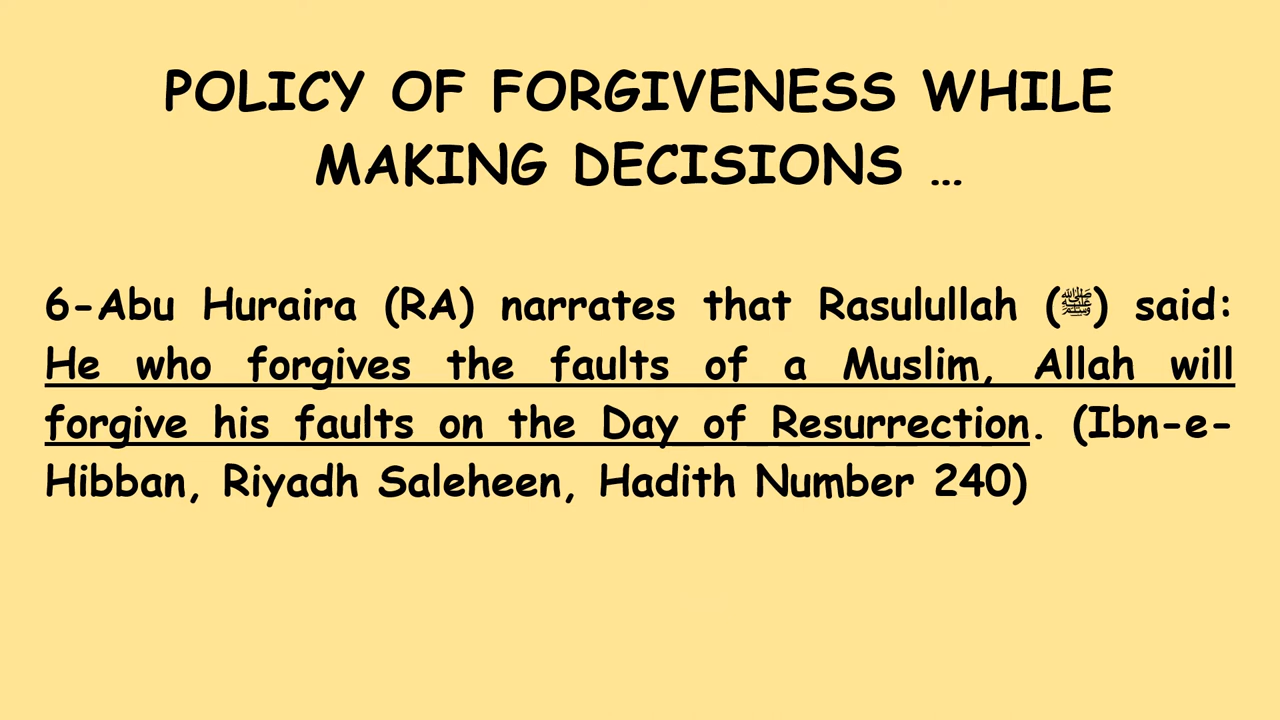 POLICY OF FORGIVENESS WHILE
MAKING DECISIONS …
6-Abu Huraira (RA) narrates that Rasulullah (ﷺ) said:
He who forgives the faults of a Muslim, Allah will
forgive his faults on the Day of Resurrection. (Ibn-e-
Hibban, Riyadh Saleheen, Hadith Number 240)